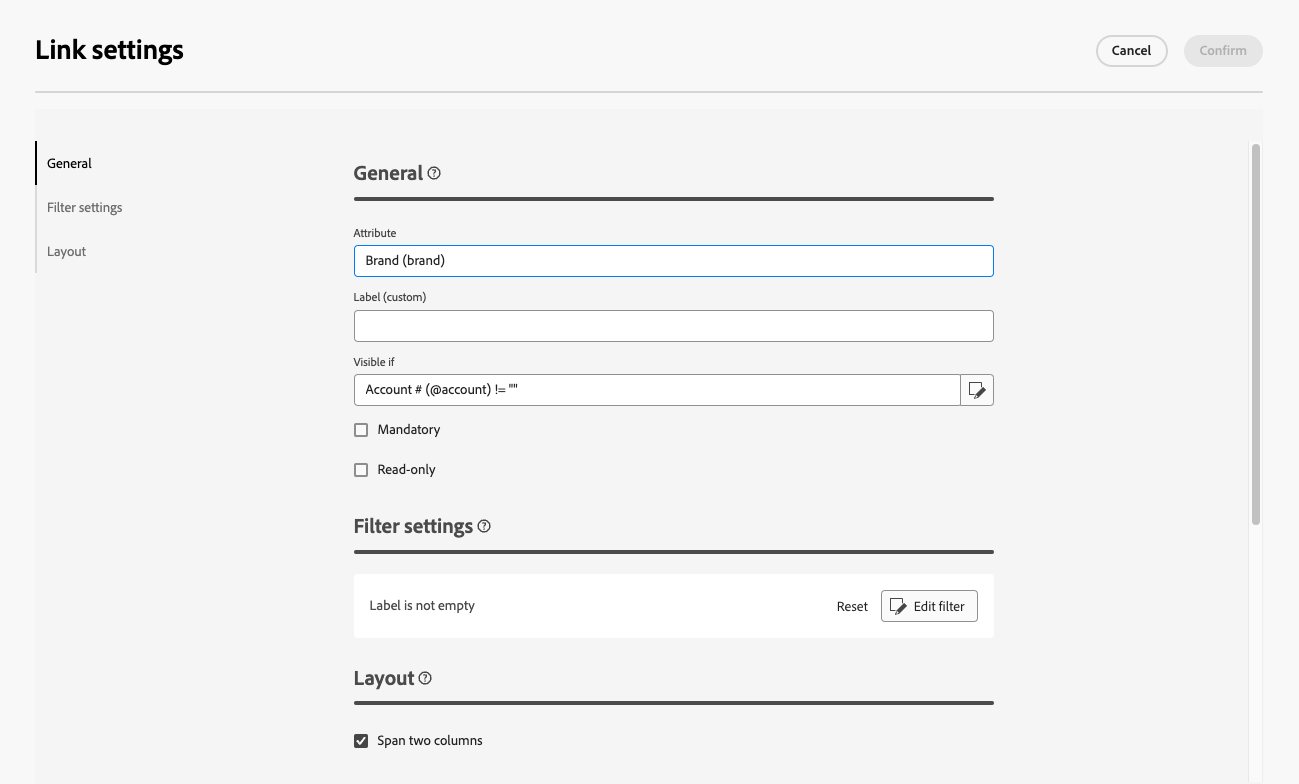 Link settings
Cancel
Confirm
General
Filter settings
Layout
General
Attribute
Brand (brand)
Label (custom)
Visible if
Account # (@account) != ""
Mandatory
Read-only
Filter settings
Label is not empty
Reset
Edit filter
Layout
Span two columns